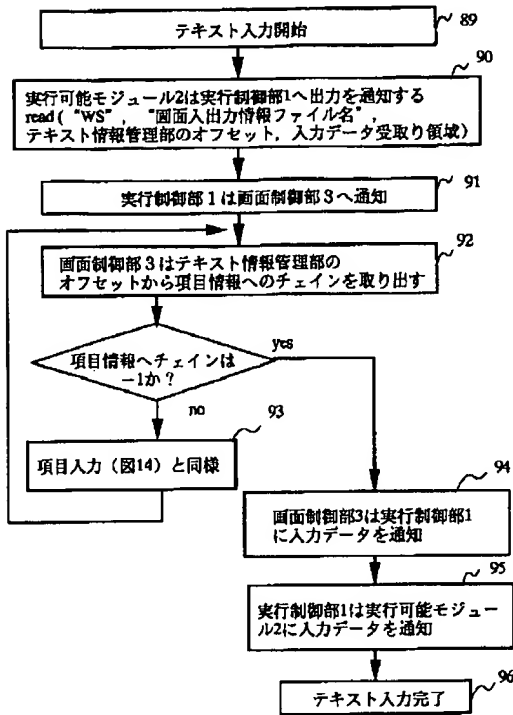 テキスト入力開始
89
90
実行可能モジュール2は実行制御部1へ出力を通知する
read(“WS”, “画面入出力情報ファイル名”,
テキスト情報管理部のオフセット, 入力データ受取り領域)
91
実行制御部1は画面制御部3へ通知
92
画面制御部3はテキスト情報管理部の
オフセットから項目情報へのチェインを取り出す
項目情報へチェインは
−1か?
yes
no
93
項目入力(図14)と同様
94
画面制御部3は実行制御部1
に入力データを通知
95
実行制御部1は実行可能モジュー
ル2に入力データを通知
96
テキスト入力完了